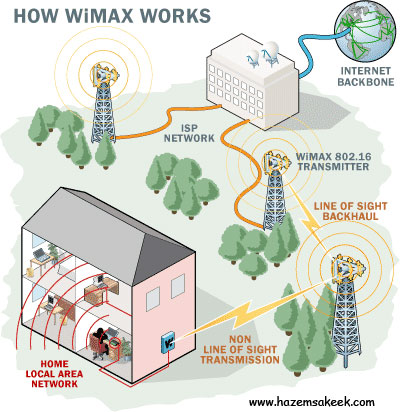 HOW WiMAX WORKS
INTERNET
BACKBONE
ISP
NETWORK
WiMAX 802.16
TRANSMITTER
LINE OF SIGHT
BACKHAUL
NON
LINE OF SIGHT
TRANSMISSION
HOME
LOCAL AREA
NETWORK
www.hazemsakeek.com